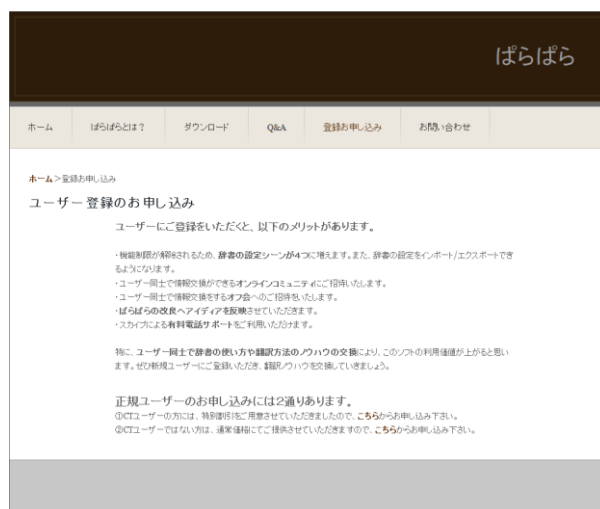 ぱらぱら
ホーム ぱらぱらとは？ ダウンロード Q&A 登録お申し込み お問い合わせ
ホーム>登録お申し込み
ユーザー登録のお申し込み
ユーザーにご登録をいただくと、以下のメリットがあります。
・機能制限が解除されるため、辞書の設定シーンが4つに増えます。また、辞書の設定をインポート/エクスポートでき
るようになります。
・ユーザー同士で情報交換ができるオンラインコミュニティにご招待いたします。
・ユーザー同士で情報交換をするオフ会へのご招待をいたします。
・ぱらぱらの改良へアイディアを反映させていただきます。
・スカイプによる有料電話サポートをご利用いただけます。
特に、ユーザー同士で辞書の使い方や翻訳方法のノウハウの交換により、このソフトの利用価値が上がると思い
ます。ぜひ新規ユーザーにご登録いただき、翻訳ノウハウを交換していきましょう。
正規ユーザーのお申し込みには2通りあります。
①CTユーザーの方には、特別割引をご用意させていただきましたので、こちらからお申し込み下さい。
②CTユーザーではない方は、通常価格にてご提供させていただきますので、こちらからお申し込み下さい。